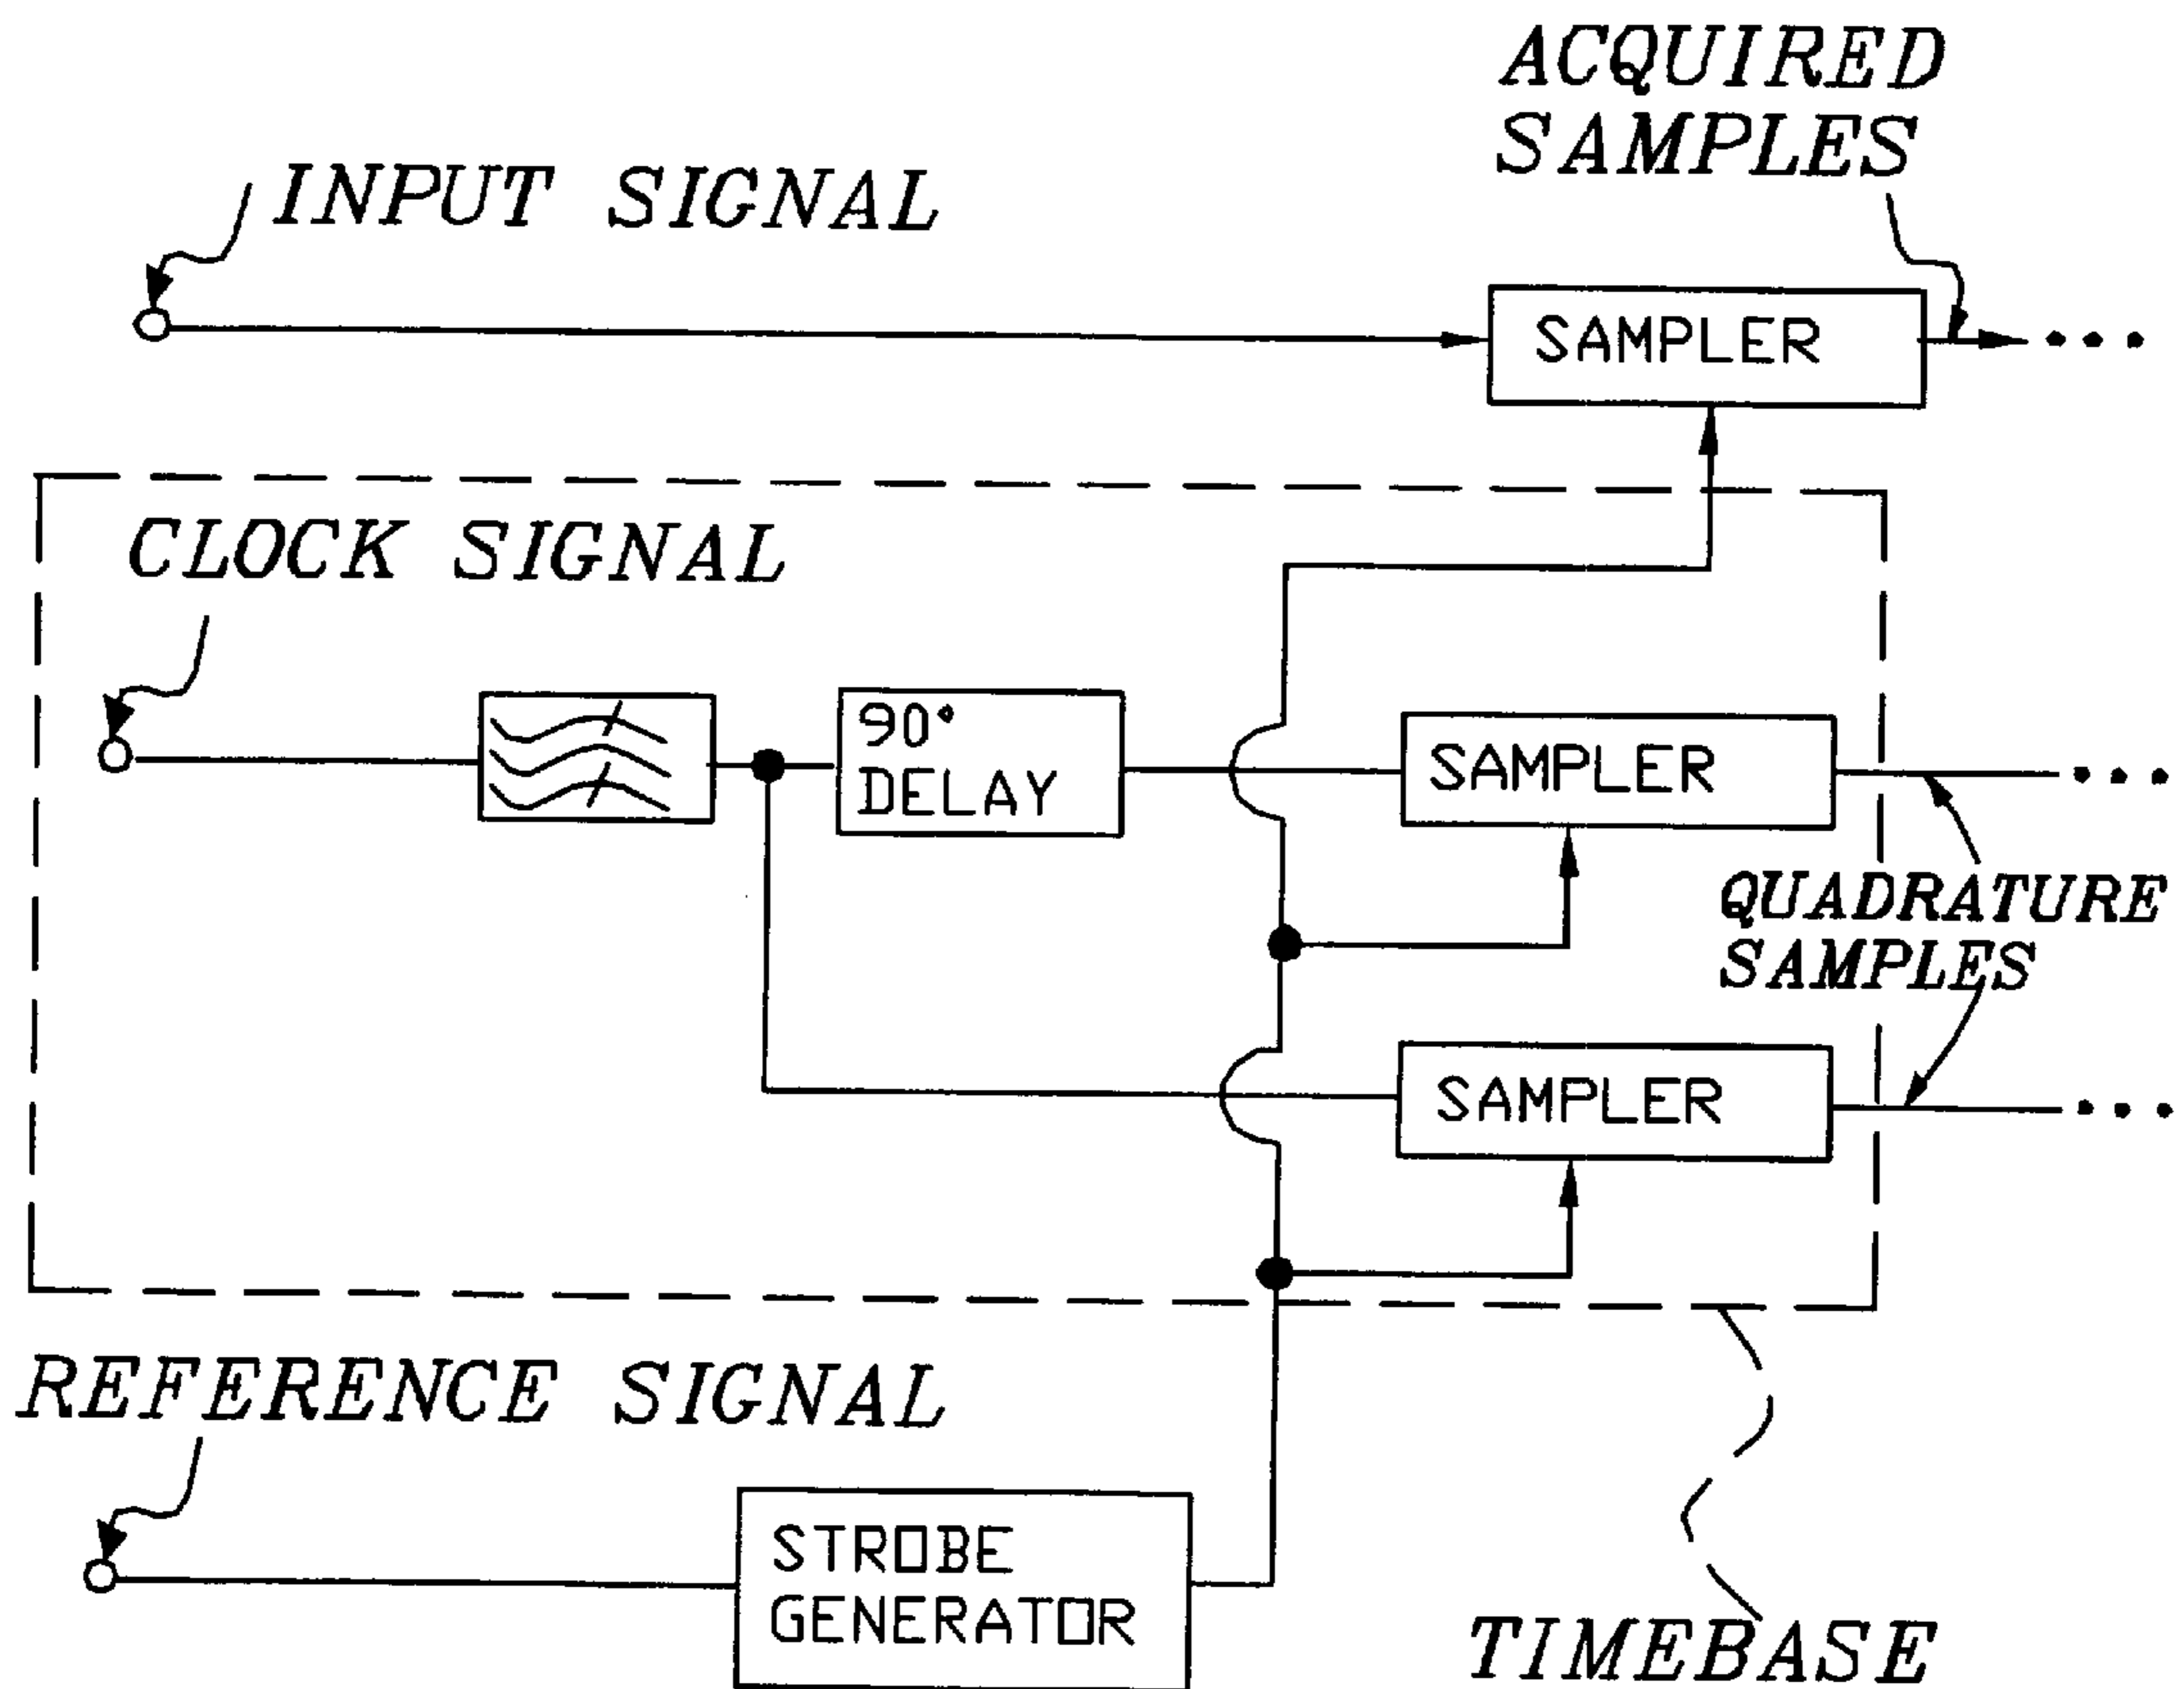 ACQUIRED
SAMPLES
INPUT SIGNAL
SAMPLER
CLOCK SIGNAL
90°
DELAY
SAMPLER
QUADRATURE
SAMPLES
SAMPLER
REFERENCE SIGNAL
STROBE
GENERATOR
TIMEBASE